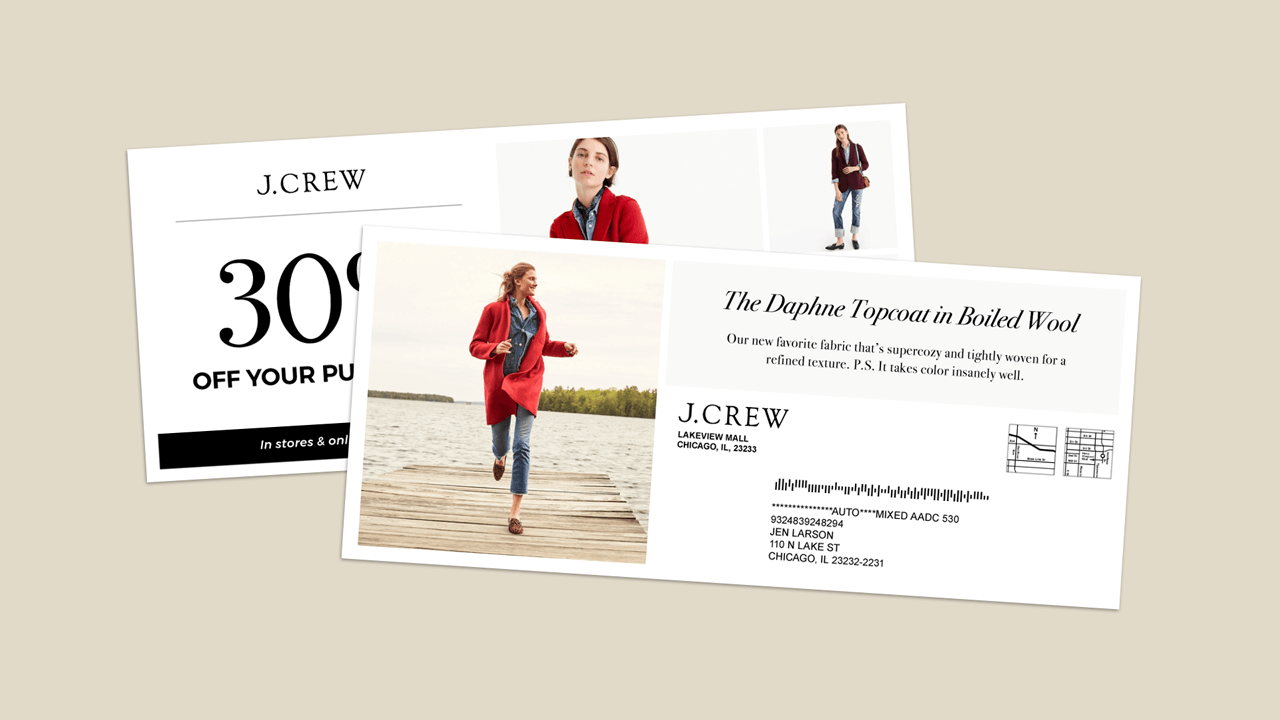 J.CREW
30%
OFF YOUR PU
In stores & onl
The Daphne Topcoat in Boiled Wool
Our new favorite fabric that's supercozy and tightly woven for a
refined texture. P.S. It takes color insanely well.
J.CREW
LAKEVIEW MALL
CHICAGO, IL, 23233
N
***************AUTO****MIXED AADC 530
9324839248294
JEN LARSON
110 N LAKE ST
CHICAGO, IL 23232-2231